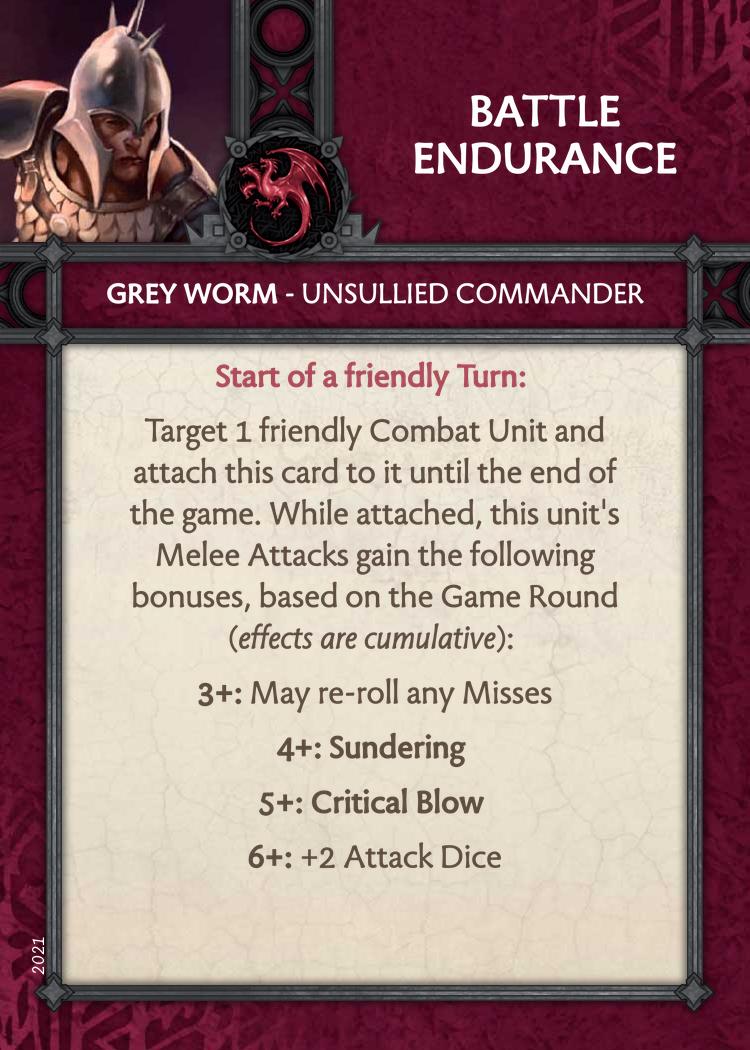 BATTLE
ENDURANCE
GREY WORM - UNSULLIED COMMANDER
Start of a friendly Turn:
Target 1 friendly Combat Unit and
attach this card to it until the end of
the game. While attached, this unit's
Melee Attacks gain the following
bonuses, based on the Game Round
(effects are cumulative):
3+: May re-roll any Misses
4+: Sundering
5+: Critical Blow
6+: +2 Attack Dice
2021